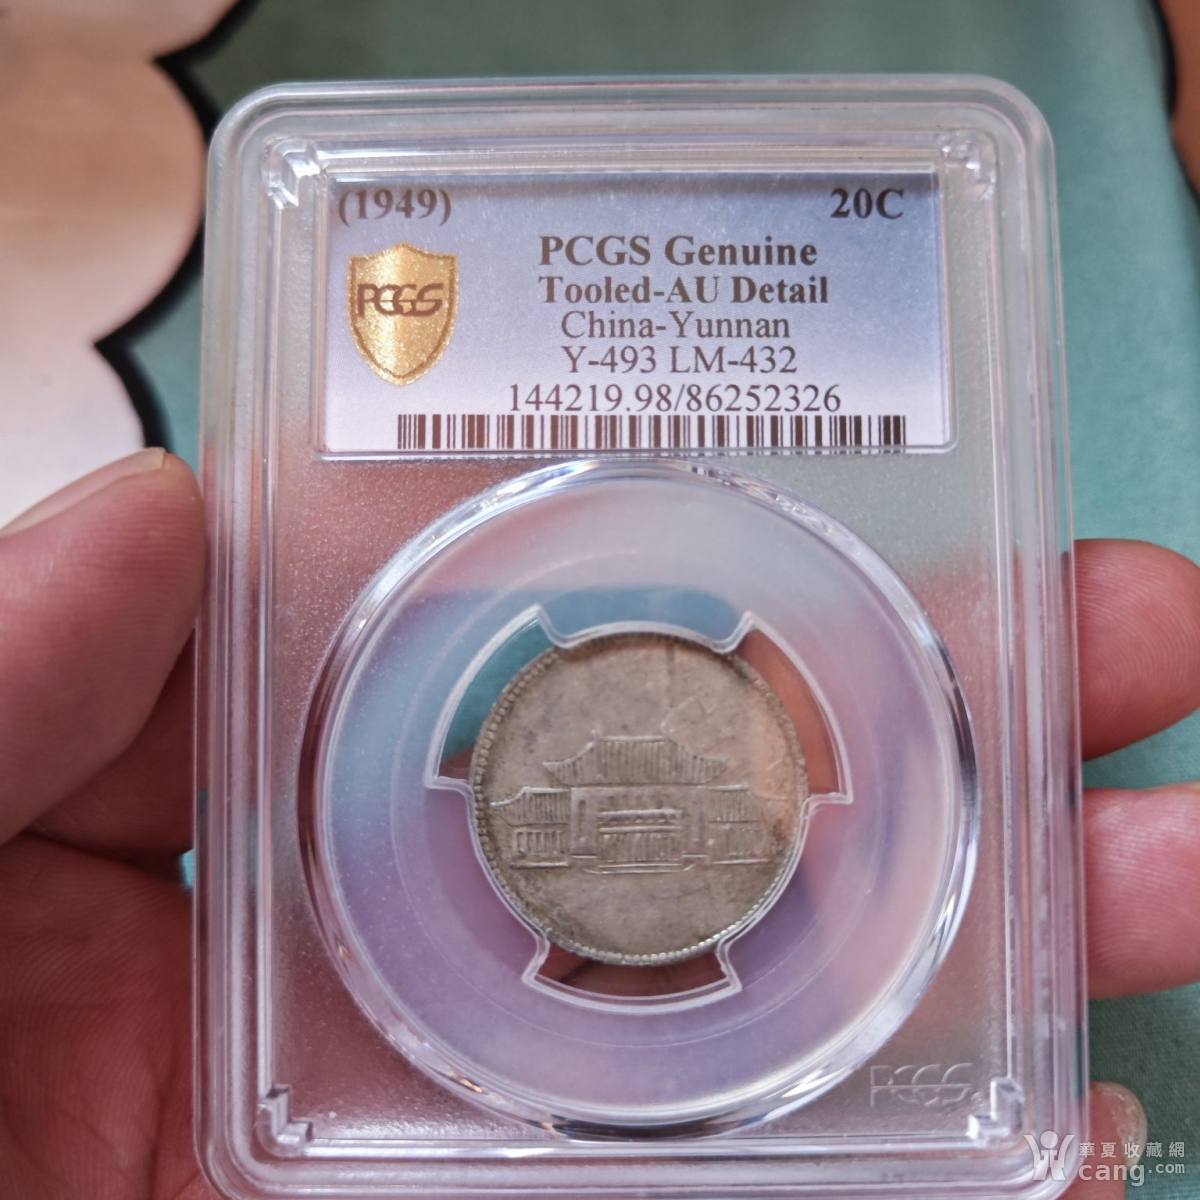 (1949) 20C
PCGS
PCGS Genuine
Tooled-AU Detail
China-Yunnan
Y-493 LM-432
144219.98/86252326
PCGS
華夏收藏網
cang.com